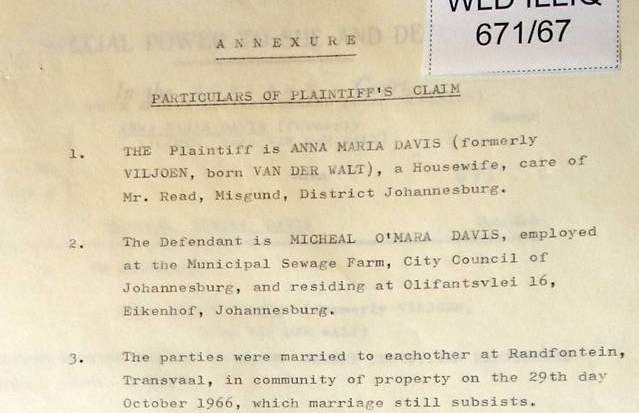 WLD ILLIQ
671/67
ANNEXURE
PARTICULARS OF PLAINTIFF'S CLAIM
1. THE Plaintiff is ANNA MARIA DAVIS (formerly
VILJOEN, born VAN DER WALT), a Housewife, care of
Mr. Read, Misgund, District Johannesburg.
2. The Defendant is MICHEAL O'MARA DAVIS, employed
at the Municipal Sewage Farm, City Council of
Johannesburg, and residing at Olifantsvlei 16,
Eikenhof, Johannesburg.
3. The parties were married to eachother at Randfontein,
Transvaal, in community of property on the 29th day
October 1966, which marriage still subsists.